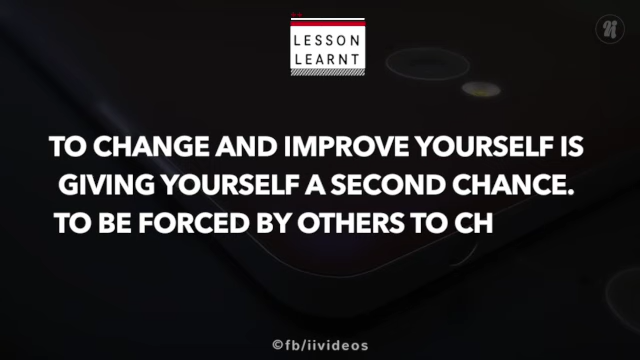 LESSON
LEARNT
TO CHANGE AND IMPROVE YOURSELF IS
GIVING YOURSELF A SECOND CHANCE.
TO BE FORCED BY OTHERS TO CH
©fb/iivideos